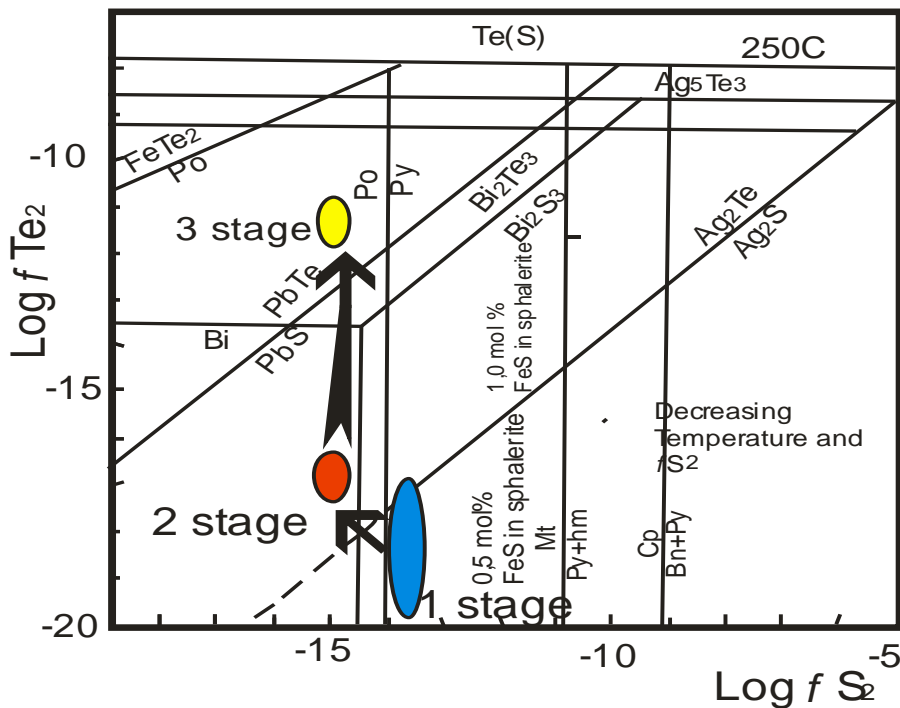 Te(S)
250C
Ag5Te3
FeTe2
Po
-10
Po
Py
Bi2Te3
Bi2S3
Ag2Te
Ag2S
3 stage
Log f Te2
PbTe
PbS
Bi
1,0 mol %
FeS in sphalerite
-15
Decreasing
Temperature and
fS2
0,5 mol%
FeS in sphalerite
Mt
Py+hm
Cp
Bn+Py
2 stage
1 stage
-20
-15
-10
-5
Log f S2